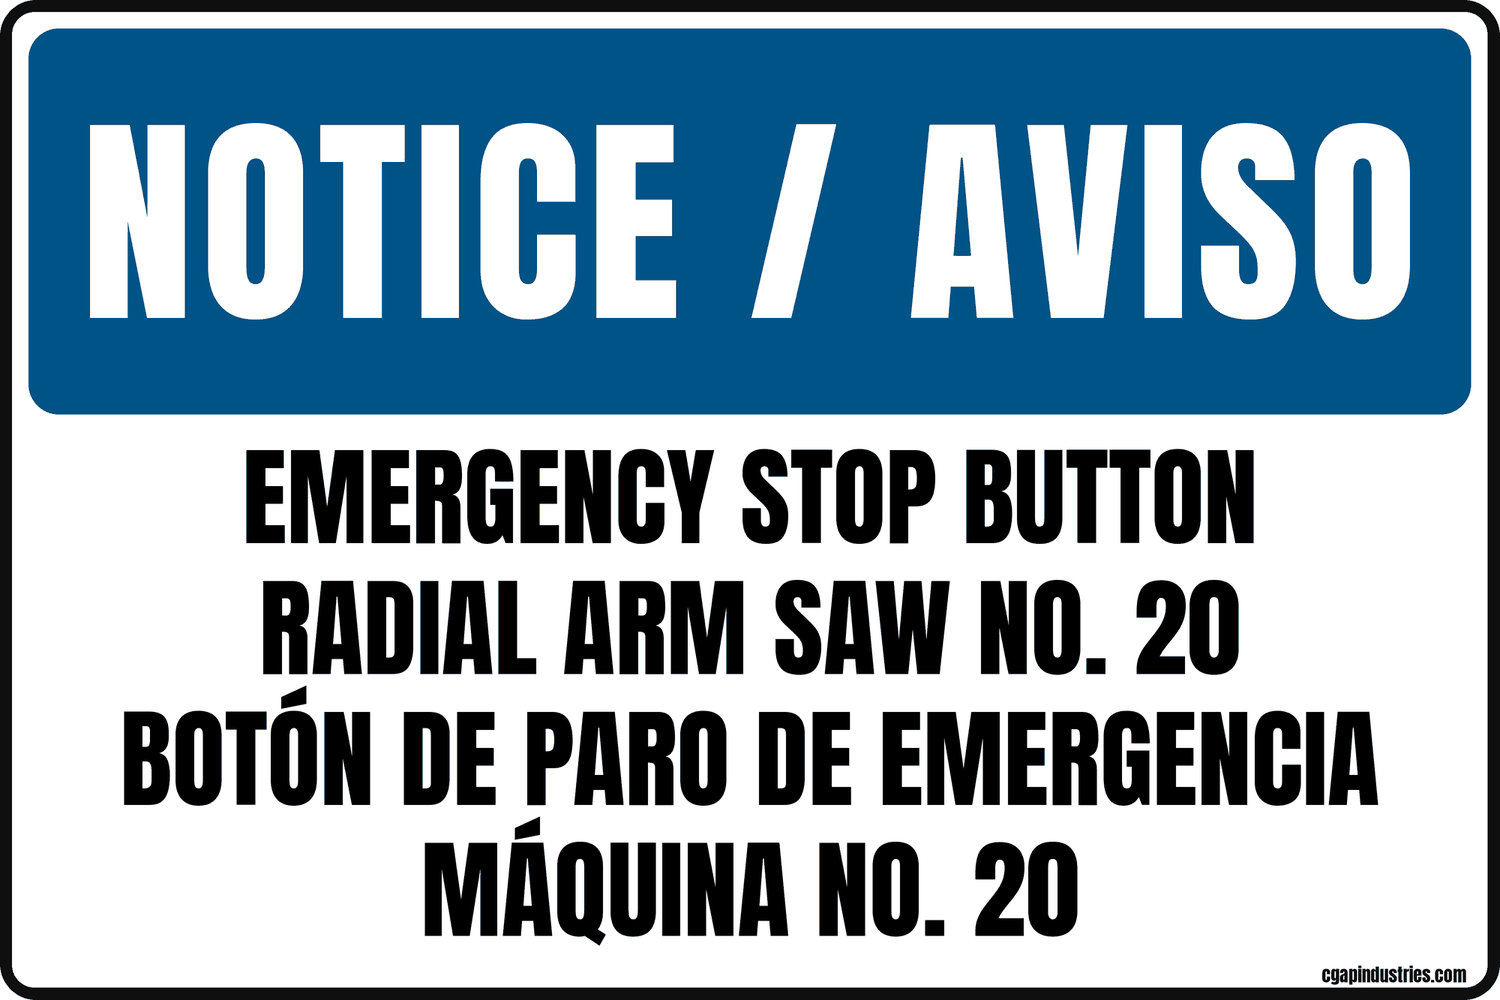 NOTICE / AVISO
EMERGENCY STOP BUTTON
RADIAL ARM SAW NO. 20
BOTÓN DE PARO DE EMERGENCIA
MÁQUINA NO. 20
cgapindustries.com